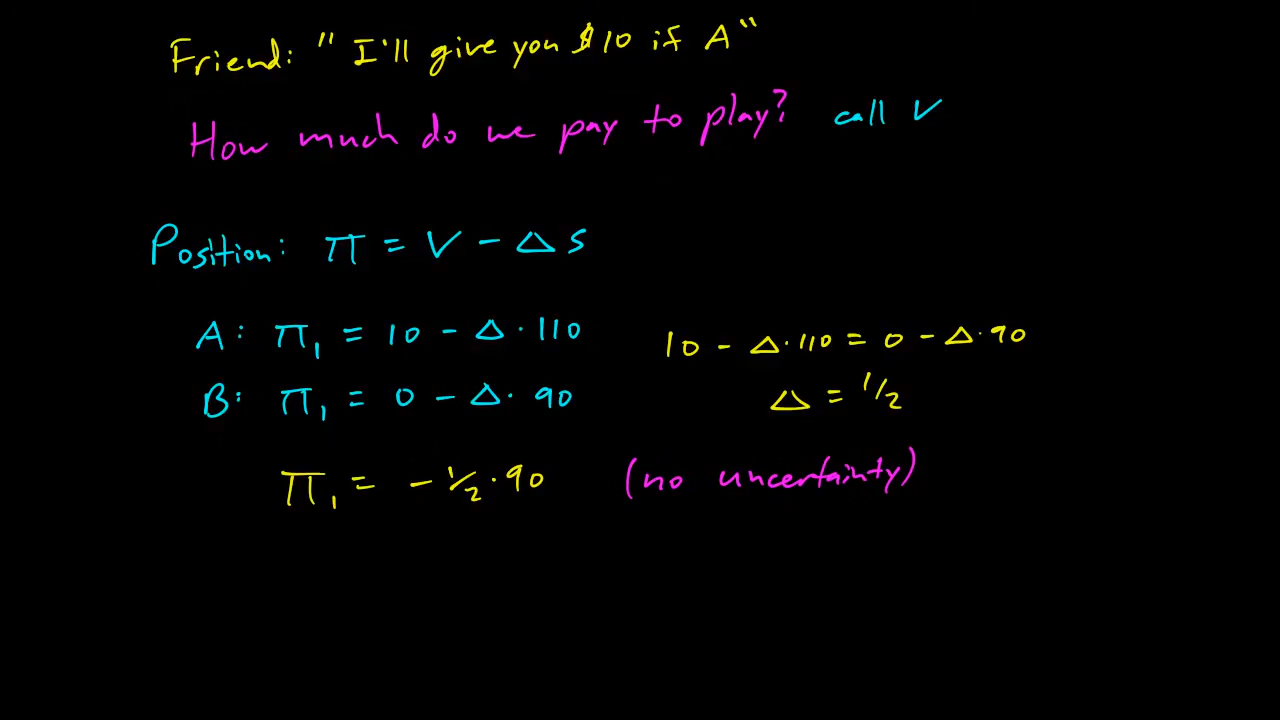 Friend: "I'll give you $10 if A"
How much do we pay to play? call V
Position: Π = V - Δ S
A: Π₁ = 10 - Δ · 110
10 - Δ · 110 = 0 - Δ · 90
B: Π₁ = 0 - Δ · 90
Δ = 1/2
Π₁ = - 1/2 · 90 (no uncertainty)